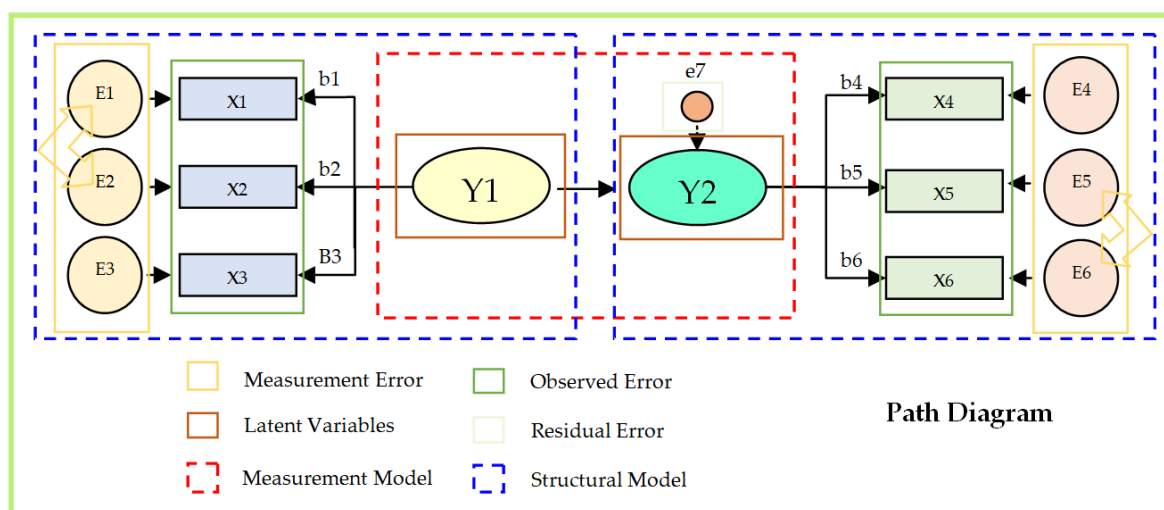 E1
X1
b1
e7
b4
X4
E4
E2
X2
b2
Y1
Y2
b5
X5
E5
E3
X3
B3
b6
X6
E6
Measurement Error
Observed Error
Latent Variables
Residual Error
Path Diagram
Measurement Model
Structural Model